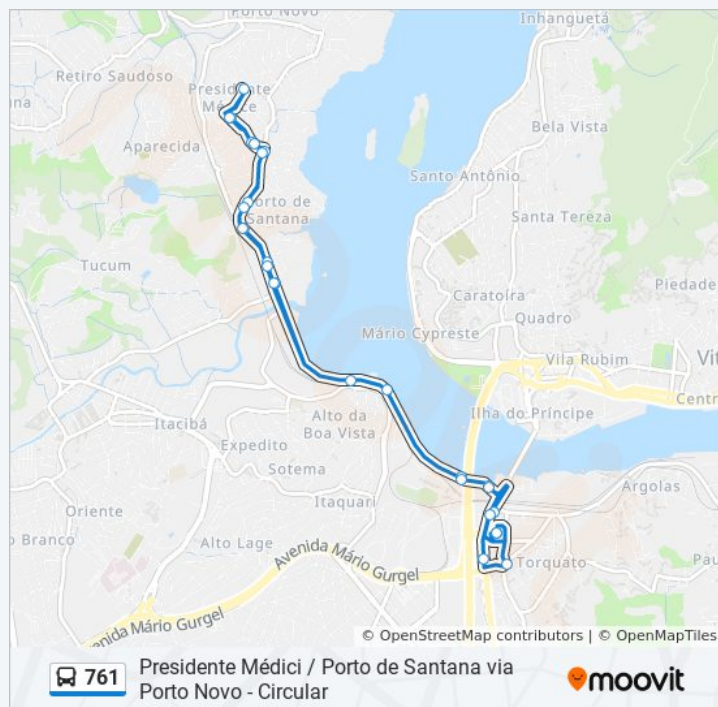 Porto Novo
Inhanguetá
Retiro Saudoso
Presidente
Médice
Bela Vista
Aparecida
Santo Antônio
Porto de
Santana
Santa Tereza
Tucum
Caratoíra
Piedade
Quadro
Mário Cypreste
Vila Rubim
Vit
Centr
Ilha do Príncipe
Alto da
Boa Vista
Itacibá
Expedito
Sotema
Itaquari
Argolas
Oriente
o Branco
Alto Lage
Avenida Mário Gurgel
Torquato
Pau
enida Mário Gurgel
© OpenStreetMap contributors | © OpenMapTiles
761
Presidente Médici / Porto de Santana via
Porto Novo - Circular
moovit